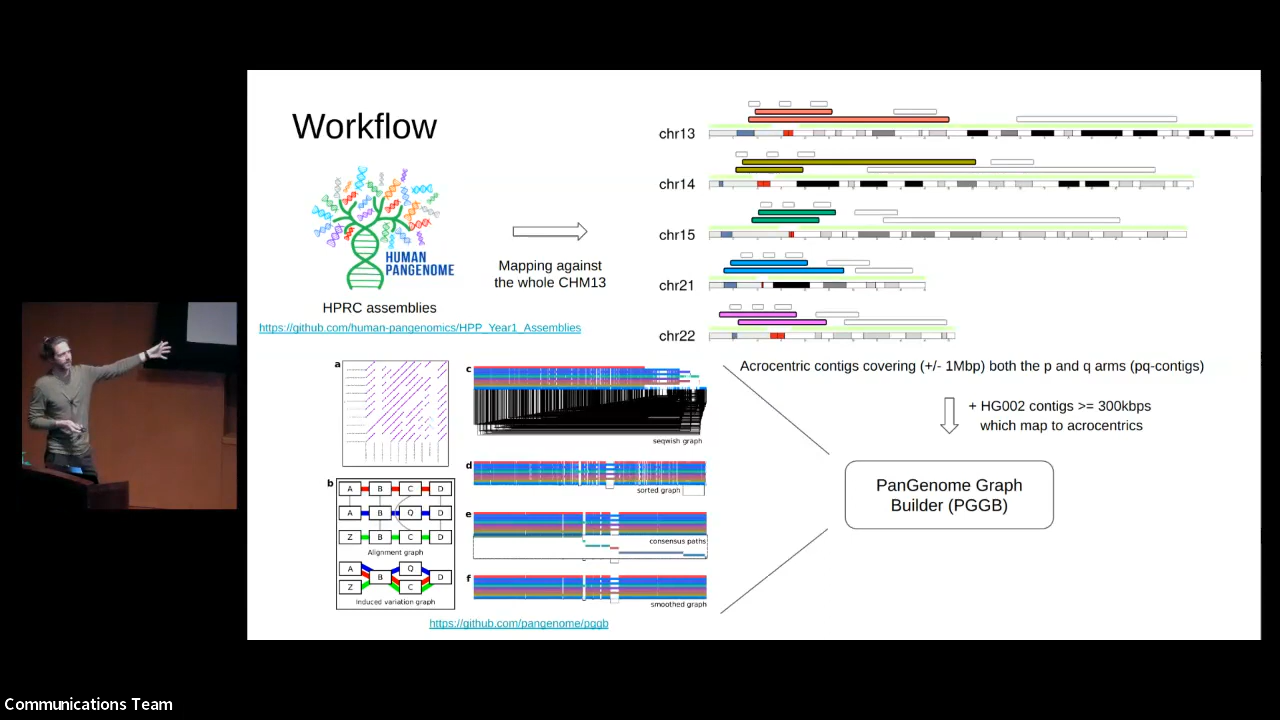 Workflow
HUMAN
PANGENOME
HPRC assemblies
https://github.com/human-pangenomics/HPP_Year1_Assemblies
Mapping against
the whole CHM13
chr13
chr14
chr15
chr21
chr22
Acrocentric contigs covering (+/- 1Mbp) both the p and q arms (pq-contigs)
+ HG002 contigs >= 300kbps
which map to acrocentrics
PanGenome Graph
Builder (PGGB)
a
b
A B C D
A B Q D
Z B C D
Alignment graph
A Q
B D
Z C
Induced variation graph
c
seqwish graph
d
sorted graph
e
consensus paths
f
smoothed graph
https://github.com/pangenome/pggb
Communications Team